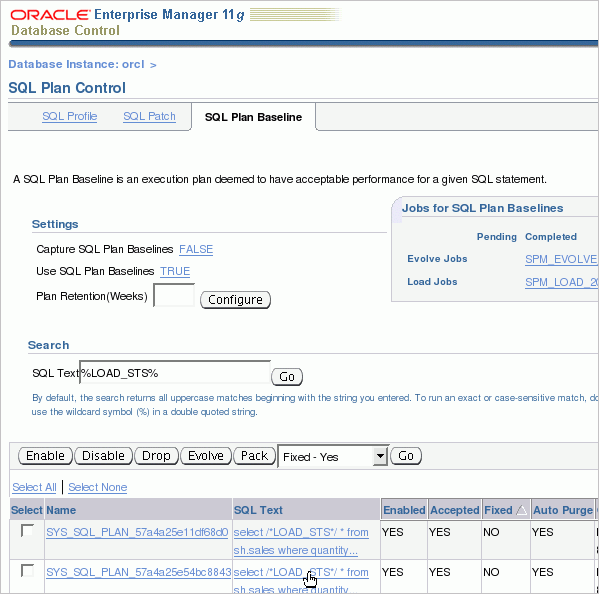 ORACLE Enterprise Manager 11g
Database Control
Database Instance: orcl >
SQL Plan Control
SQL Profile SQL Patch SQL Plan Baseline
A SQL Plan Baseline is an execution plan deemed to have acceptable performance for a given SQL statement.
Jobs for SQL Plan Baselines
Settings
Pending Completed
Capture SQL Plan Baselines FALSE
Evolve Jobs SPM_EVOLVE
Use SQL Plan Baselines TRUE
Load Jobs SPM_LOAD_20
Plan Retention(Weeks) Configure
Search
SQL Text %LOAD_STS% Go
By default, the search returns all uppercase matches beginning with the string you entered. To run an exact or case-sensitive match, do
use the wildcard symbol (%) in a double quoted string.
Enable Disable Drop Evolve Pack Fixed - Yes Go
Select All | Select None
Select Name SQL Text Enabled Accepted Fixed Auto Purge
SYS_SQL_PLAN_57a4a25e11df68d0 select /*LOAD_STS*/ * from YES YES NO YES
sh.sales where quantity...
SYS_SQL_PLAN_57a4a25e54bc8843 select /*LOAD_STS*/ * from YES YES NO YES
sh.sales where quantity...